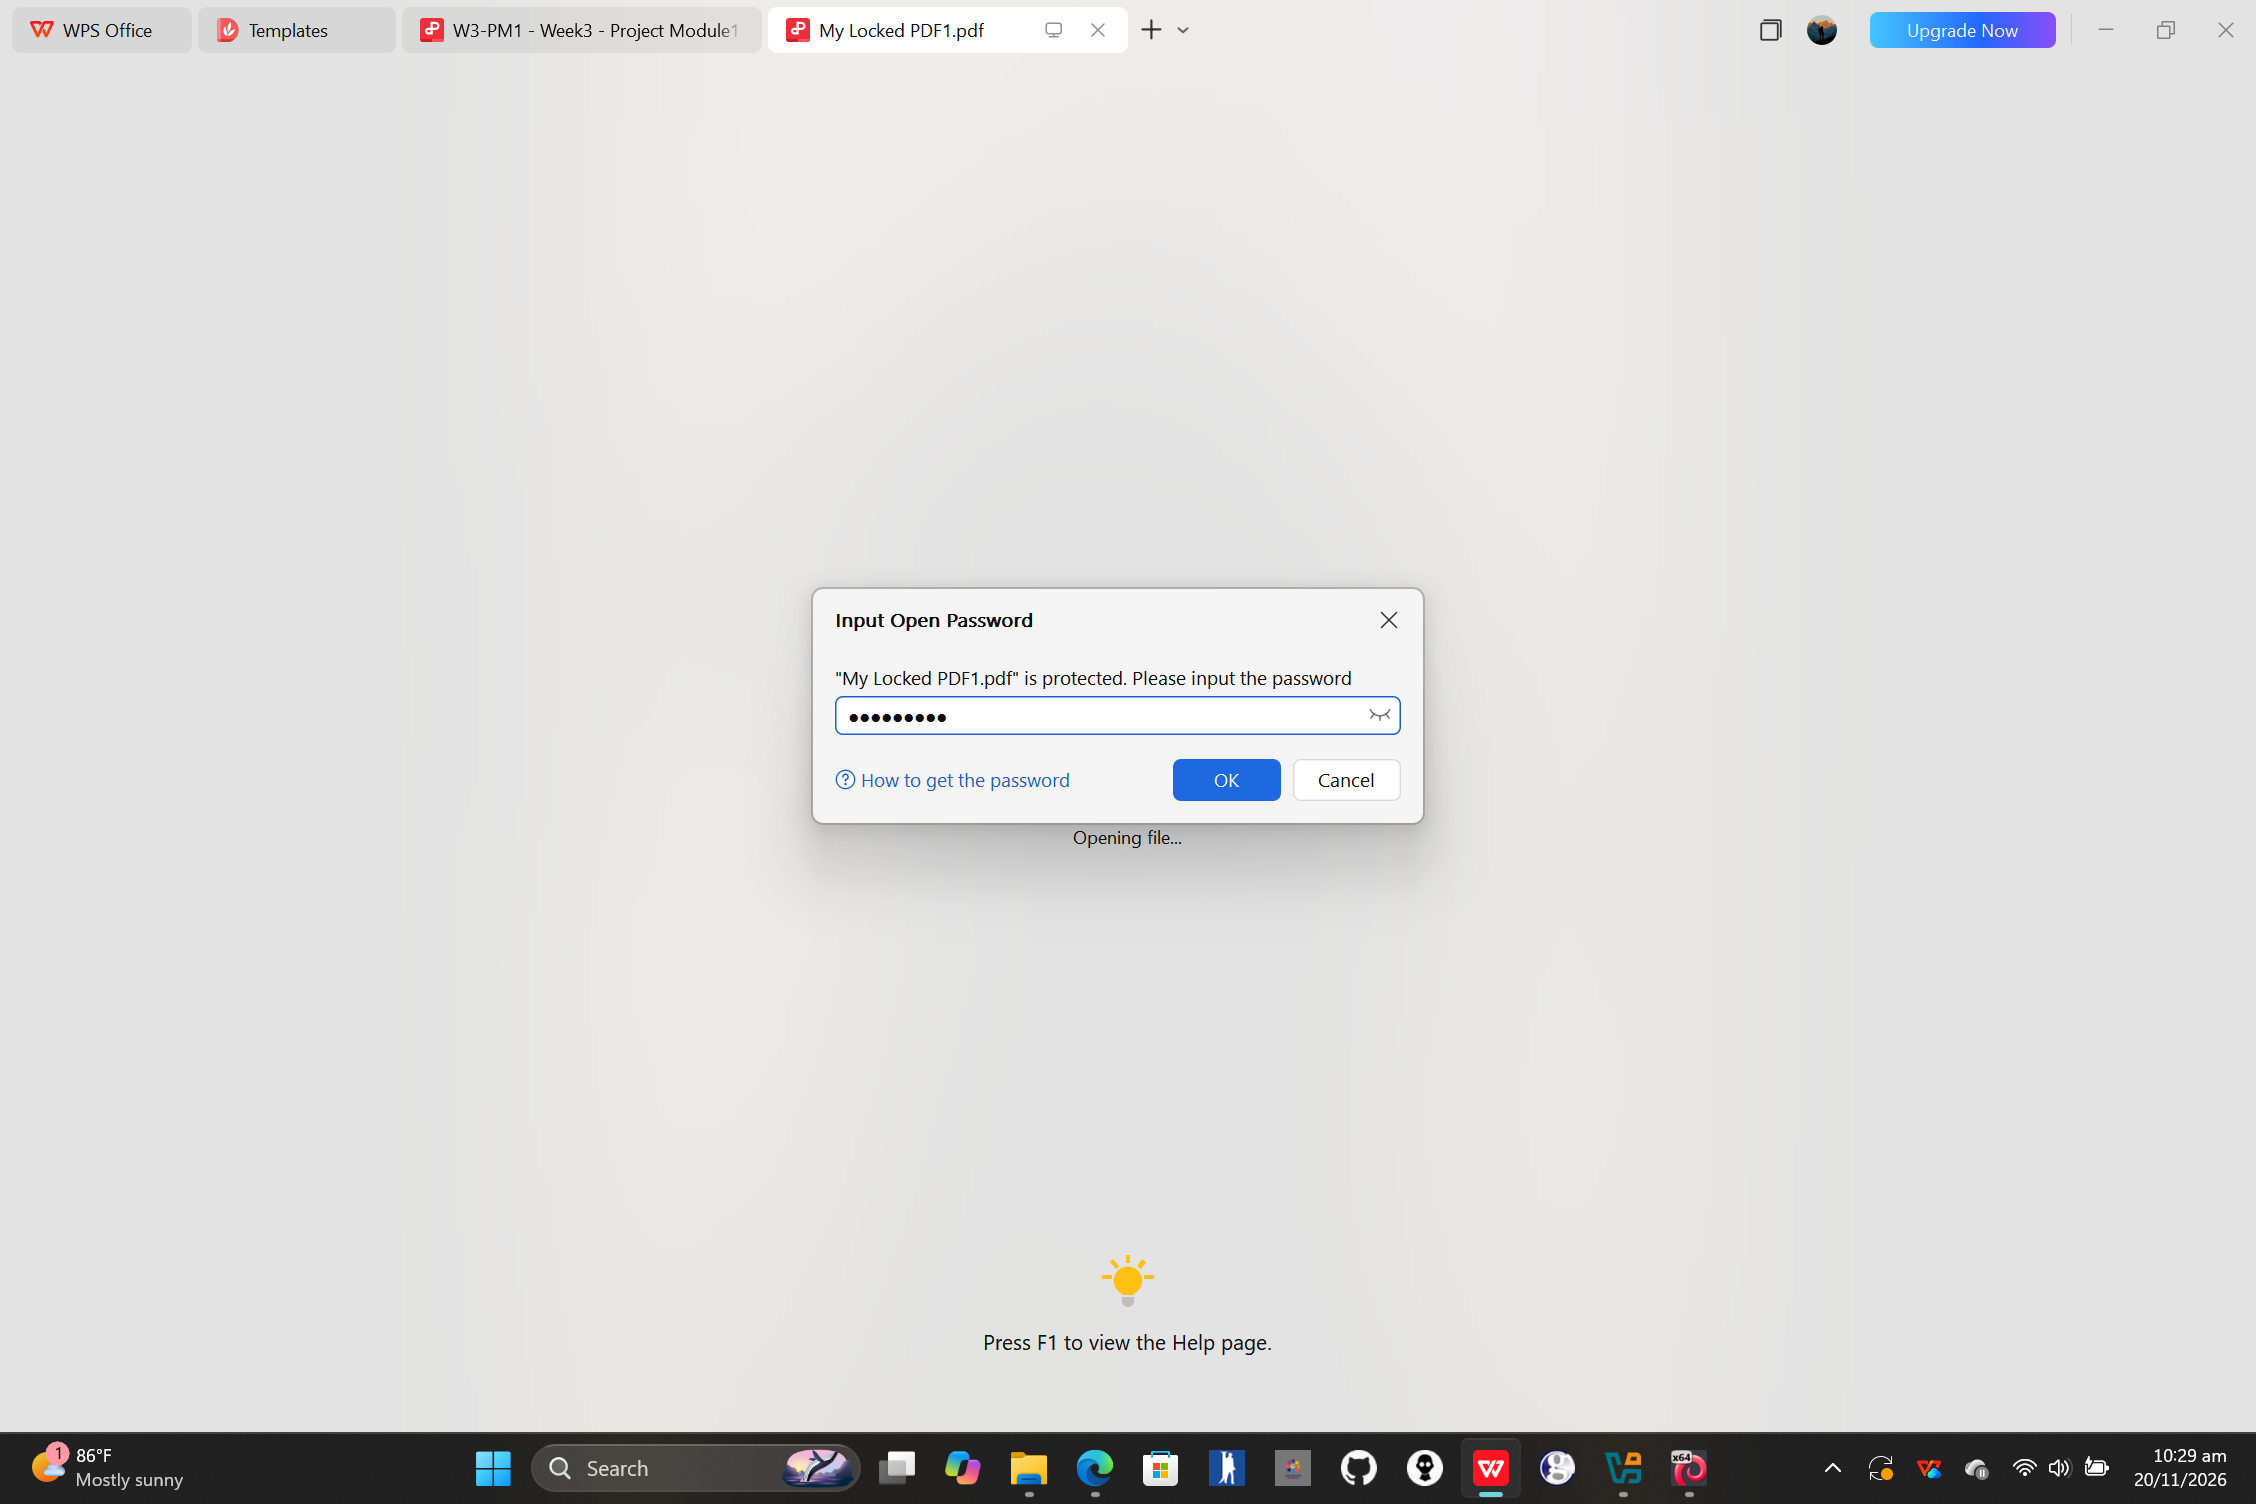 WPS Office
Templates
W3-PM1 - Week3 - Project Module1
My Locked PDF1.pdf
Upgrade Now
Input Open Password
"My Locked PDF1.pdf" is protected. Please input the password
•••••••••
How to get the password
OK
Cancel
Opening file...
Press F1 to view the Help page.
1
86°F
Mostly sunny
Search
x64
10:29 am
20/11/2026